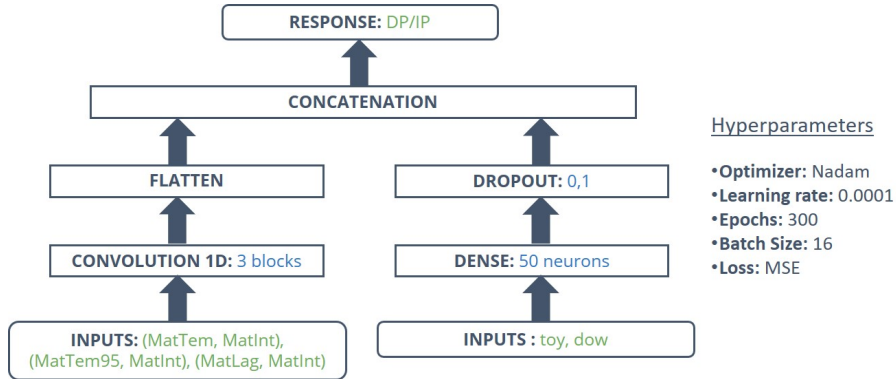 RESPONSE: DP/IP
CONCATENATION
FLATTEN
DROPOUT: 0,1
CONVOLUTION 1D: 3 blocks
DENSE: 50 neurons
INPUTS: (MatTem, MatInt),
(MatTem95, MatInt), (MatLag, MatInt)
INPUTS : toy, dow
Hyperparameters
•Optimizer: Nadam
•Learning rate: 0.0001
•Epochs: 300
•Batch Size: 16
•Loss: MSE